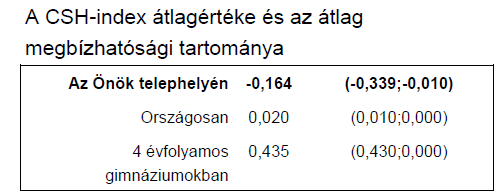 A CSH-index átlagértéke és az átlag
megbízhatósági tartománya
Az Önök telephelyén -0,164 (-0,339;-0,010)
Országosan 0,020 (0,010;0,000)
4 évfolyamos 0,435 (0,430;0,000)
gimnáziumokban